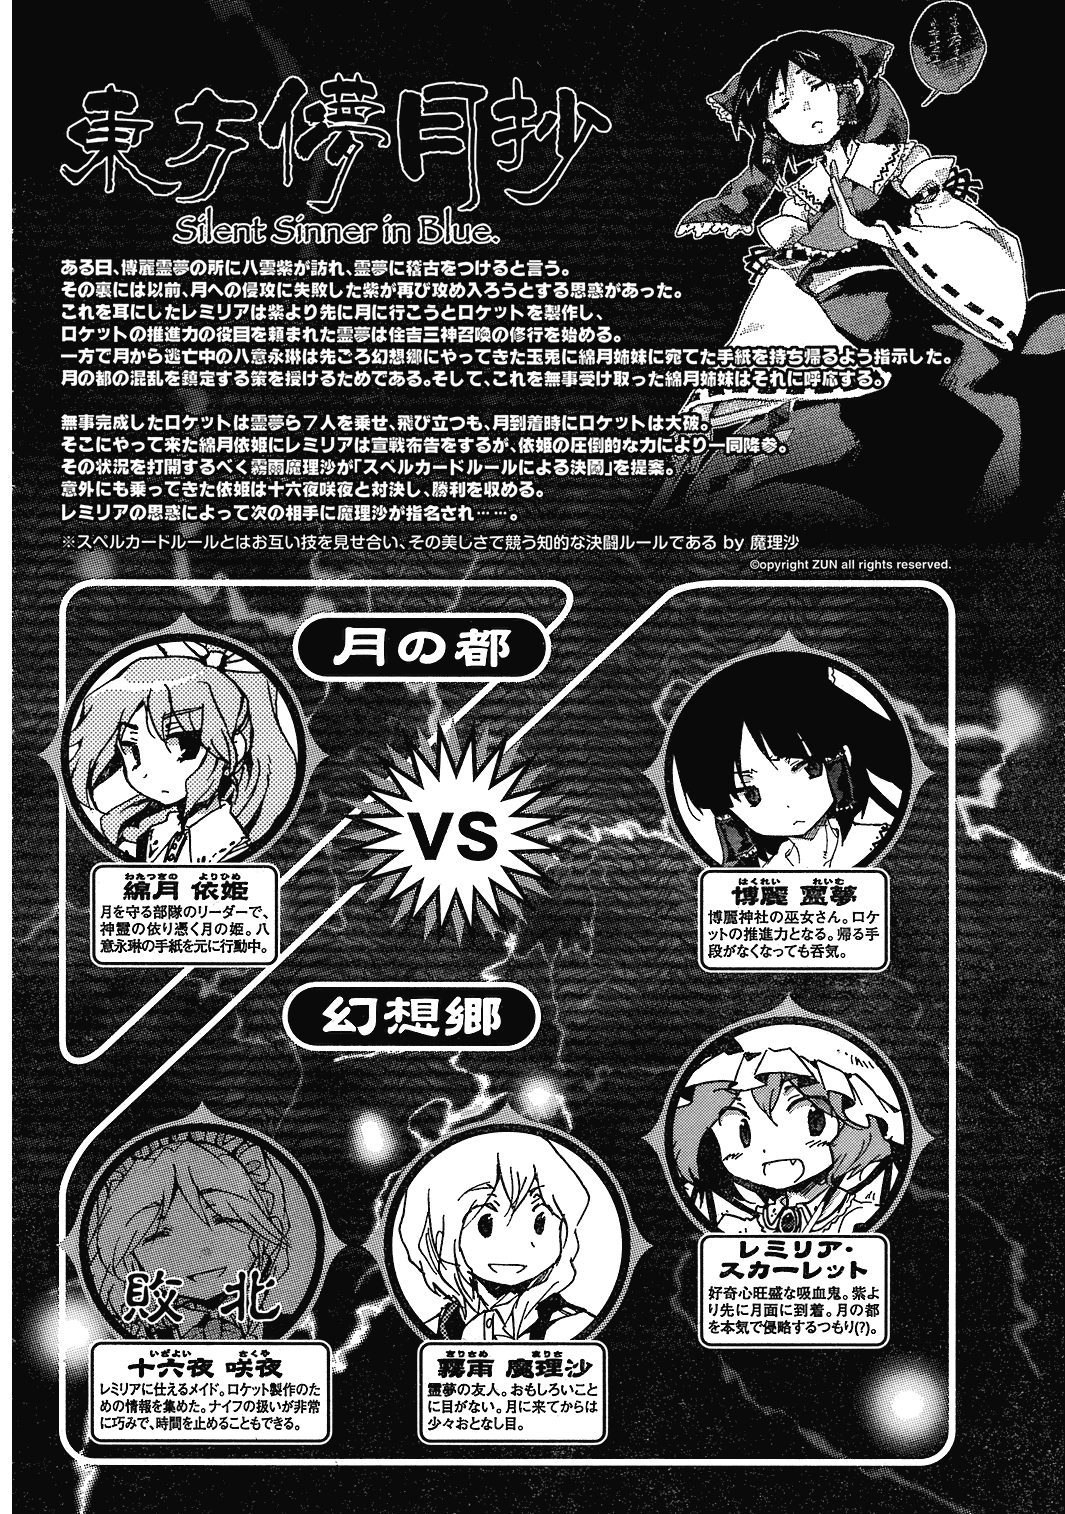 東方儚月抄
Silent Sinner in Blue.
ある日、博麗霊夢の所に八雲紫が訪れ、霊夢に稽古をつけると言う。
その裏には以前、月への侵攻に失敗した紫が再び攻め入ろうとする思惑があった。
これを耳にしたレミリアは紫より先に月に行こうとロケットを製作し、
ロケットの推進力の役目を頼まれた霊夢は住吉三神召喚の修行を始める。
一方で月から逃亡中の八意永琳は先ごろ幻想郷にやってきた玉兎に綿月姉妹に宛てた手紙を持ち帰るよう指示した。
月の都の混乱を鎮定する策を授けるためである。そして、これを無事受け取った綿月姉妹はそれに呼応する。
無事完成したロケットは霊夢ら7人を乗せ、飛び立つも、月到着時にロケットは大破。
そこにやって来た綿月依姫にレミリアは宣戦布告をするが、依姫の圧倒的な力により一同降参。
その状況を打開するべく霧雨魔理沙が「スペルカードルールによる決闘」を提案。
意外にも乗ってきた依姫は十六夜咲夜と対決し、勝利を収める。
レミリアの思惑によって次の相手に魔理沙が指名され……。
※スペルカードルールとはお互い技を見せ合い、その美しさで競う知的な決闘ルールである by 魔理沙
©opyright ZUN all rights reserved.
月の都
VS
わたつきの よりひめ
綿月 依姫
月を守る部隊のリーダーで、
神霊の依り憑く月の姫。八
意永琳の手紙を元に行動中。
はくれい れいむ
博麗 霊夢
博麗神社の巫女さん。ロケ
ットの推進力となる。帰る手
段がなくなっても呑気。
幻想郷
レミリア・
スカーレット
好奇心旺盛な吸血鬼。紫よ
り先に月面に到着。月の都
を本気で侵略するつもり(?)。
敗北
いざよい さくや
十六夜 咲夜
レミリアに仕えるメイド。ロケット製作のた
めの情報を集めた。ナイフの扱いが非常
に巧みで、時間を止めることもできる。
きりさめ まりさ
霧雨 魔理沙
霊夢の友人。おもしろいこと
に目がない。月に来てからは
少々おとなし目。